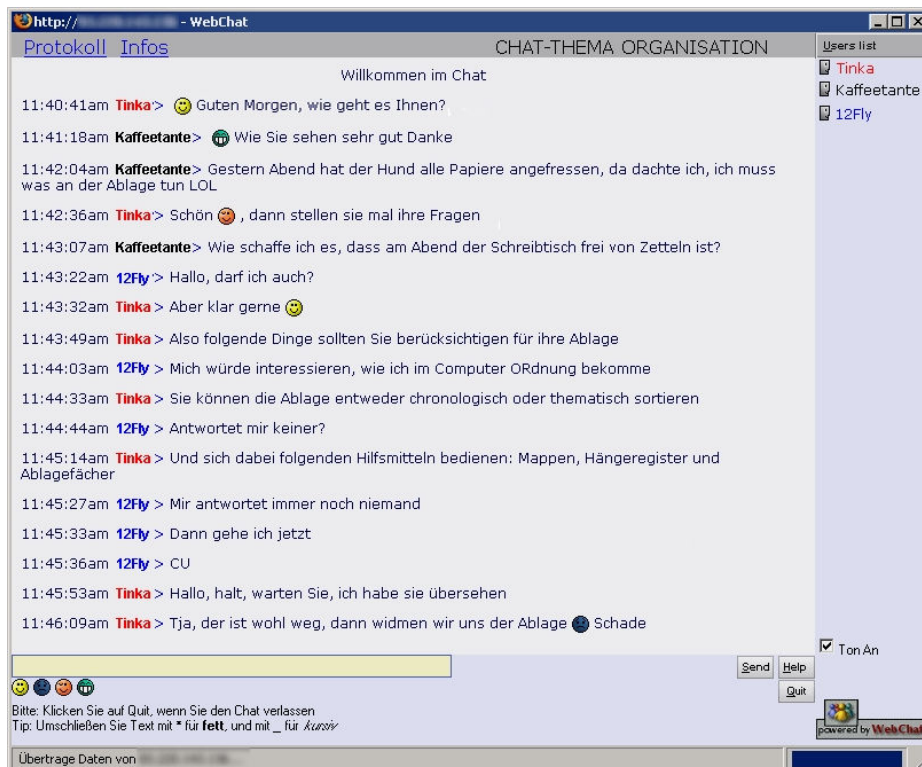 http:// - WebChat
Protokoll Infos CHAT-THEMA ORGANISATION
Users list
Willkommen im Chat
Tinka
Kaffeetante
12Fly
11:40:41am Tinka> Guten Morgen, wie geht es Ihnen?
11:41:18am Kaffeetante> Wie Sie sehen sehr gut Danke
11:42:04am Kaffeetante> Gestern Abend hat der Hund alle Papiere angefressen, da dachte ich, ich muss
was an der Ablage tun LOL
11:42:36am Tinka> Schön , dann stellen sie mal ihre Fragen
11:43:07am Kaffeetante> Wie schaffe ich es, dass am Abend der Schreibtisch frei von Zetteln ist?
11:43:22am 12Fly > Hallo, darf ich auch?
11:43:32am Tinka > Aber klar gerne
11:43:49am Tinka > Also folgende Dinge sollten Sie berücksichtigen für ihre Ablage
11:44:03am 12Fly > Mich würde interessieren, wie ich im Computer ORdnung bekomme
11:44:33am Tinka > Sie können die Ablage entweder chronologisch oder thematisch sortieren
11:44:44am 12Fly > Antwortet mir keiner?
11:45:14am Tinka > Und sich dabei folgenden Hilfsmitteln bedienen: Mappen, Hängeregister und
Ablagefächer
11:45:27am 12Fly > Mir antwortet immer noch niemand
11:45:33am 12Fly > Dann gehe ich jetzt
11:45:36am 12Fly > CU
11:45:53am Tinka > Hallo, halt, warten Sie, ich habe sie übersehen
11:46:09am Tinka > Tja, der ist wohl weg, dann widmen wir uns der Ablage Schade
Ton An
Send Help
Quit
Bitte: Klicken Sie auf Quit, wenn Sie den Chat verlassen
Tip: Umschließen Sie Text mit * für fett, und mit _ für kursiv
powered by WebChat
Übertrage Daten von